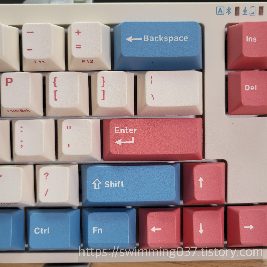 A
- + ← Backspace Ins
_ =
P { } | Del
[ ] \
: " Enter
; '
? ⇧ Shift ↑
/
Ctrl Fn ← ↓ →
https://swimming037.tistory.com